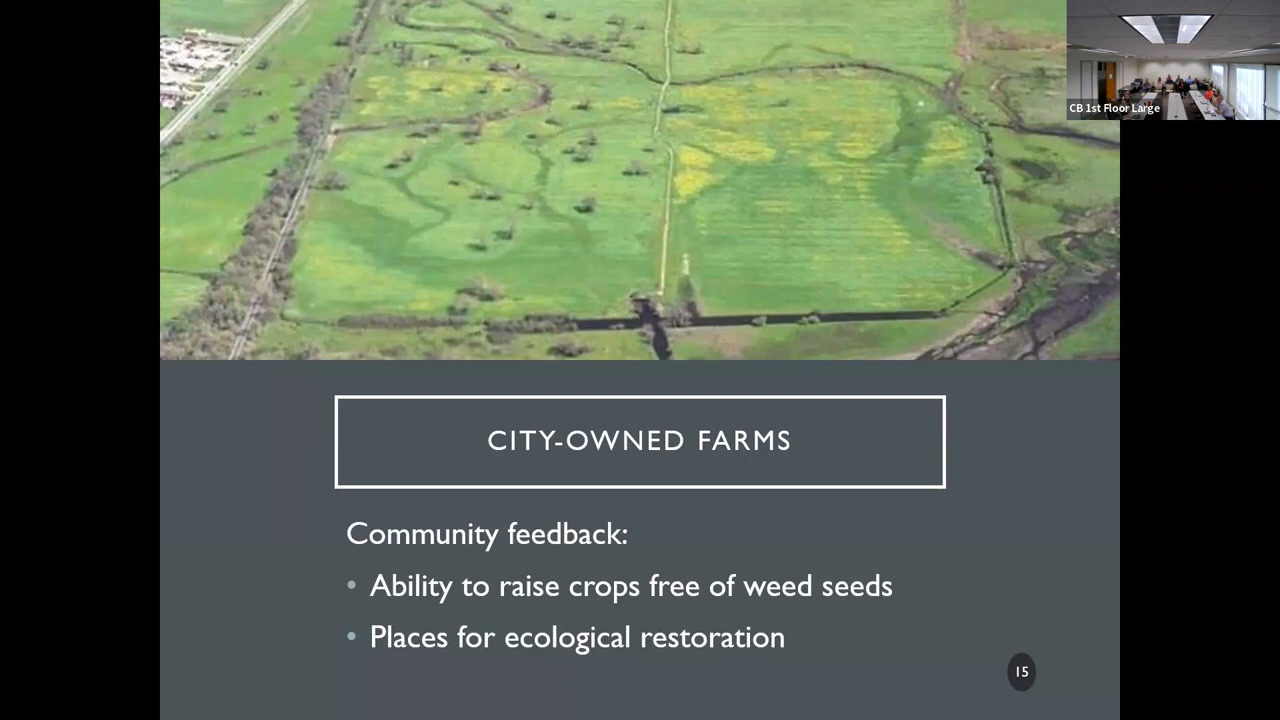 CB 1st Floor Large
CITY-OWNED FARMS
Community feedback:
• Ability to raise crops free of weed seeds
• Places for ecological restoration
15